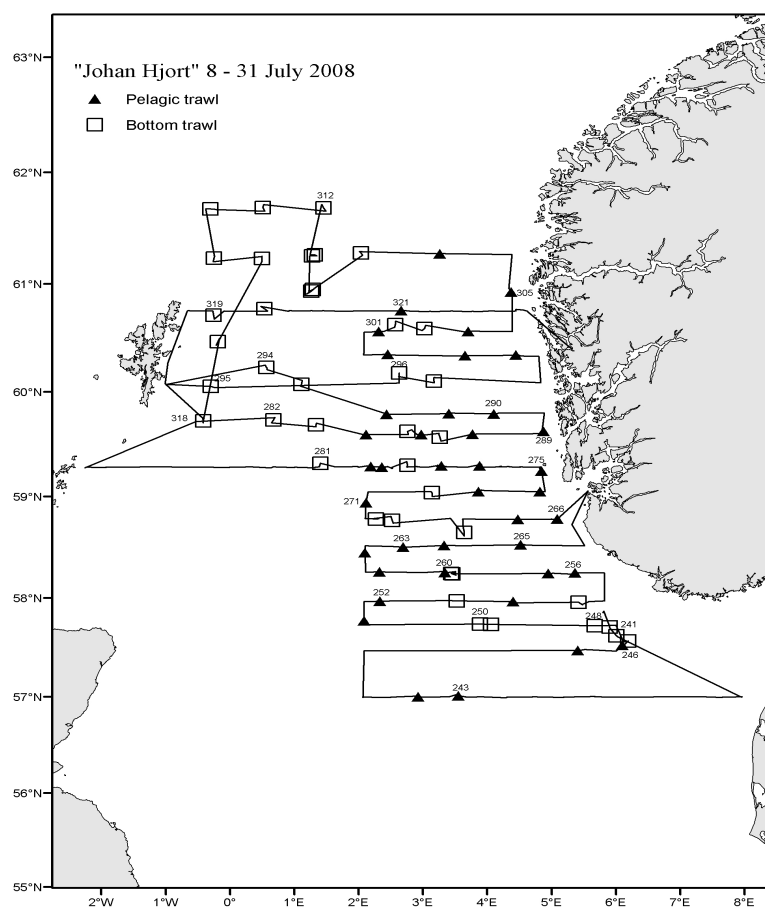 63°N
"Johan Hjort" 8 - 31 July 2008
Pelagic trawl
Bottom trawl
62°N
312
61°N
305
319
321
301
60°N
294
296
295
282
290
318
289
281
275
59°N
271
266
263
265
260
256
58°N
252
250
248
241
246
57°N
243
56°N
55°N
2°W 1°W 0° 1°E 2°E 3°E 4°E 5°E 6°E 7°E 8°E